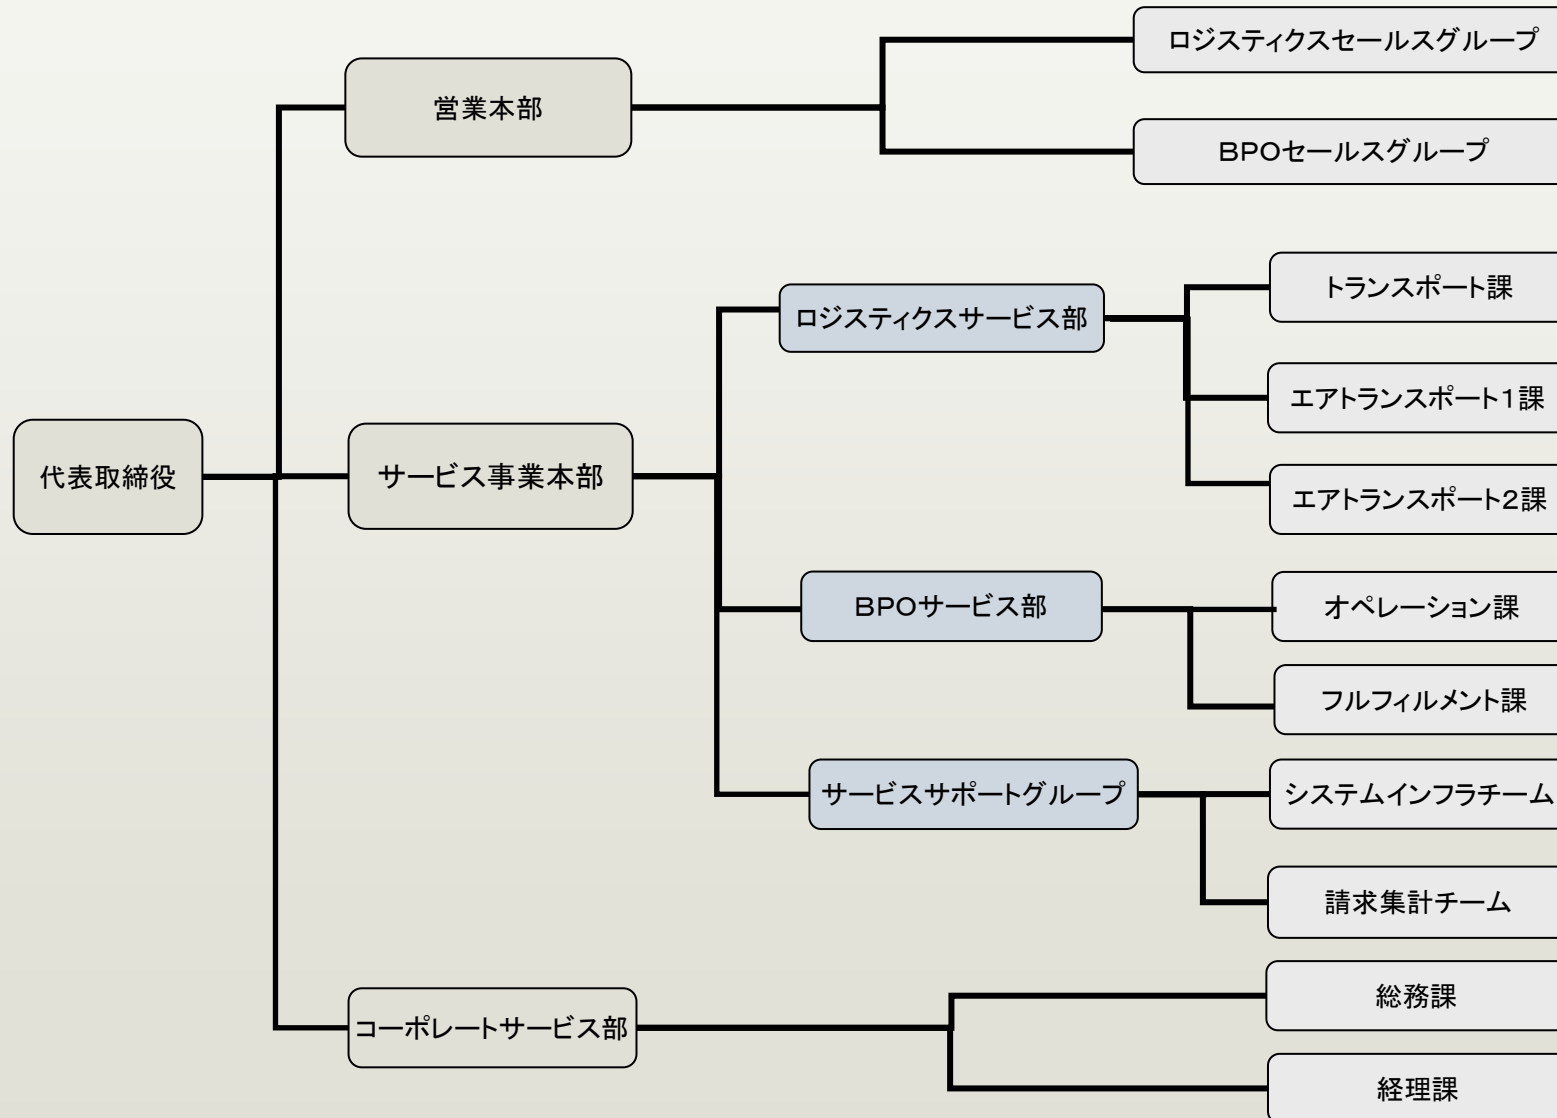 ロジスティクスセールスグループ
営業本部
BPOセールスグループ
トランスポート課
ロジスティクスサービス部
エアトランスポート1課
代表取締役
サービス事業本部
エアトランスポート2課
BPOサービス部
オペレーション課
フルフィルメント課
サービスサポートグループ
システムインフラチーム
請求集計チーム
コーポレートサービス部
総務課
経理課